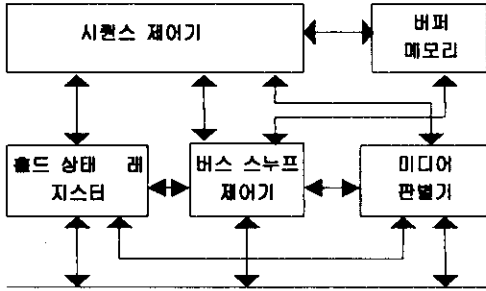 시퀀스 제어기
버퍼
메모리
홀드 상태 레
지스터
버스 스누프
제어기
미디어
판별기